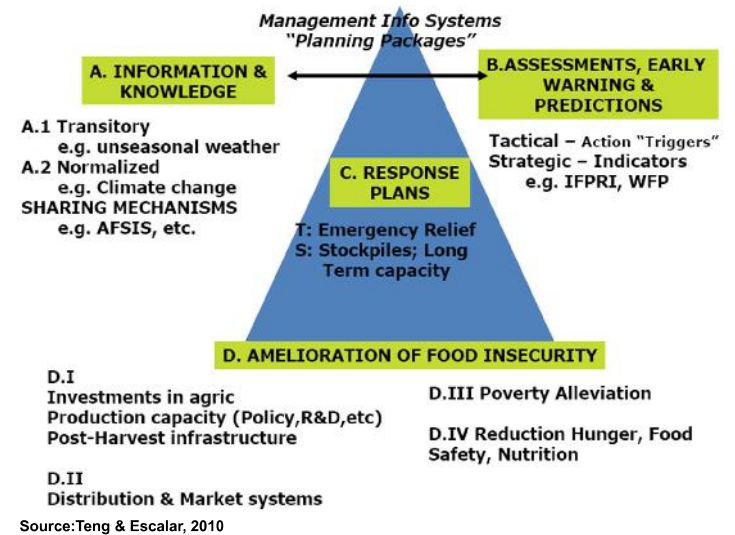 Management Info Systems
"Planning Packages"
A. INFORMATION &
KNOWLEDGE
B.ASSESSMENTS, EARLY
WARNING &
PREDICTIONS
A.1 Transitory
e.g. unseasonal weather
A.2 Normalized
e.g. Climate change
SHARING MECHANISMS
e.g. AFSIS, etc.
Tactical – Action "Triggers"
Strategic – Indicators
e.g. IFPRI, WFP
C. RESPONSE
PLANS
T: Emergency Relief
S: Stockpiles; Long
Term capacity
D. AMELIORATION OF FOOD INSECURITY
D.I
Investments in agric
Production capacity (Policy,R&D,etc)
Post-Harvest infrastructure
D.II
Distribution & Market systems
D.III Poverty Alleviation
D.IV Reduction Hunger, Food
Safety, Nutrition
Source:Teng & Escalar, 2010